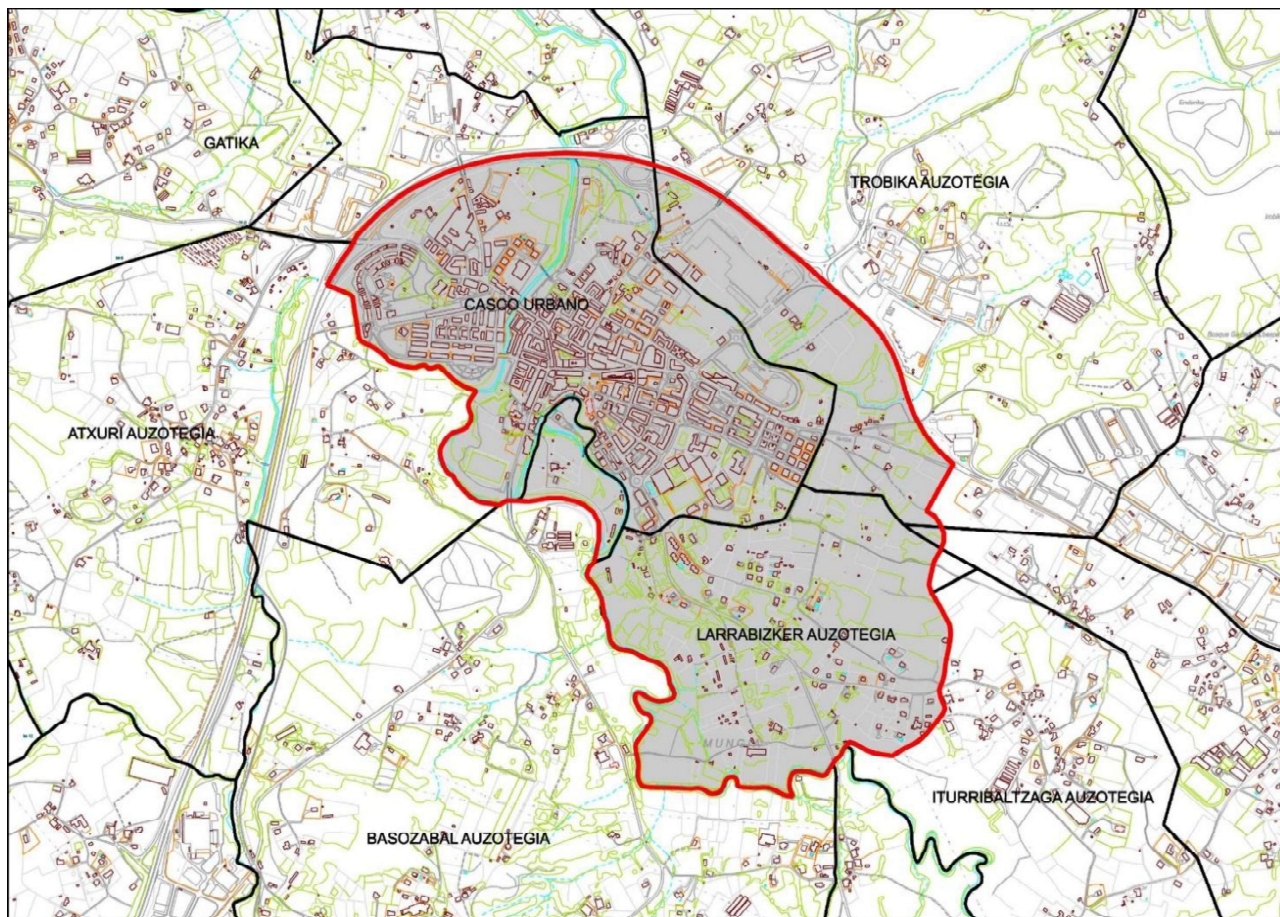 GATIKA
TROBIKA AUZOTEGIA
CASCO URBANO
ATXURI AUZOTEGIA
LARRABIZKER AUZOTEGIA
ITURRIBALTZAGA AUZOTEGIA
BASOZABAL AUZOTEGIA